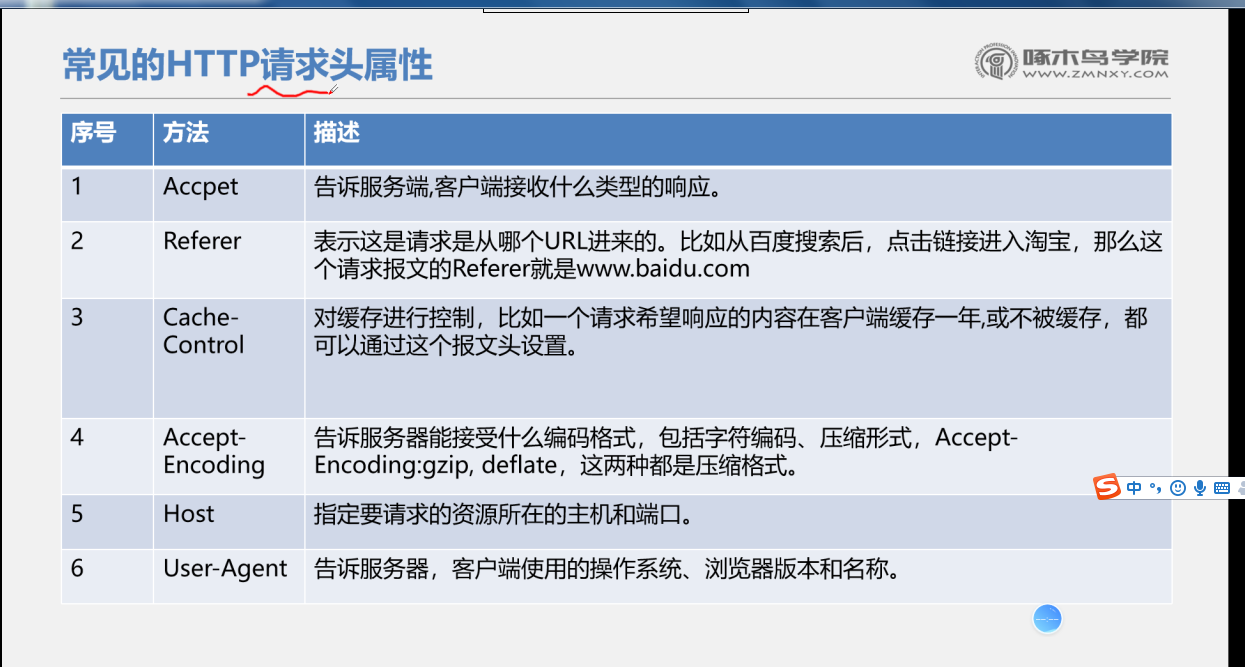 常见的HTTP请求头属性
啄木鸟学院
WWW.ZMNXY.COM
序号 方法 描述
1 Accpet 告诉服务端,客户端接收什么类型的响应。
2 Referer 表示这是请求是从哪个URL进来的。比如从百度搜索后，点击链接进入淘宝，那么这
个请求报文的Referer就是www.baidu.com
3 Cache- 对缓存进行控制，比如一个请求希望响应的内容在客户端缓存一年,或不被缓存，都
Control 可以通过这个报文头设置。
4 Accept- 告诉服务器能接受什么编码格式，包括字符编码、压缩形式，Accept-
Encoding Encoding:gzip, deflate，这两种都是压缩格式。
5 Host 指定要请求的资源所在的主机和端口。
中
6 User-Agent 告诉服务器，客户端使用的操作系统、浏览器版本和名称。